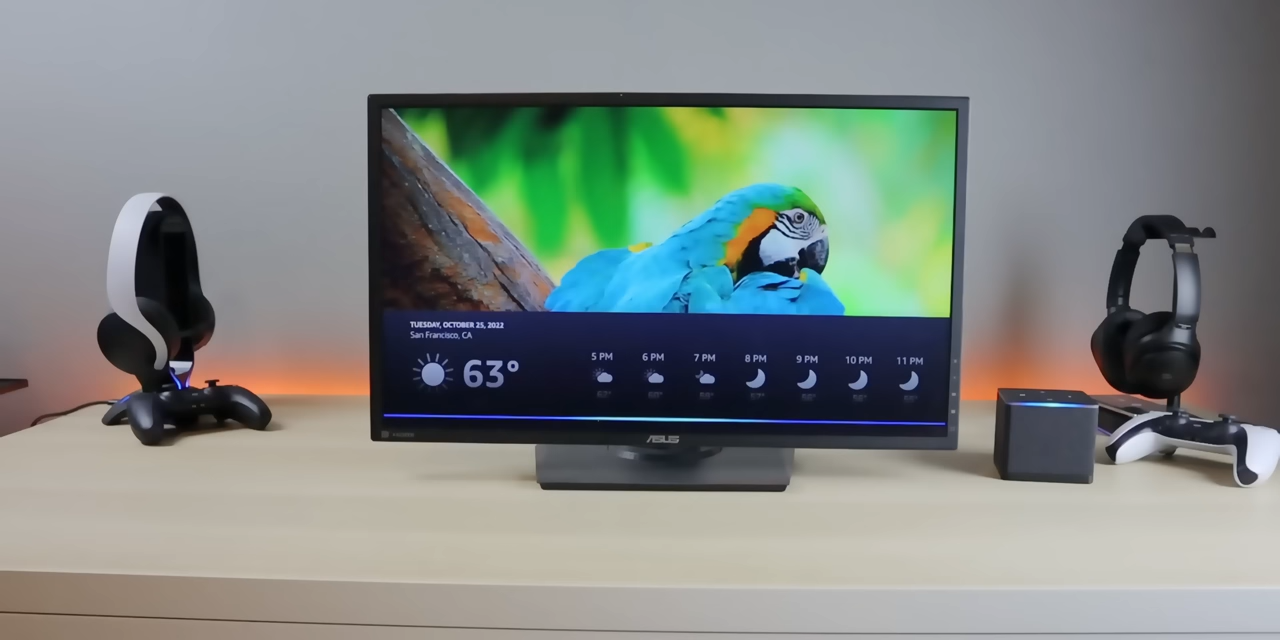 TUESDAY, OCTOBER 25, 2022
San Francisco, CA
63°
5 PM 6 PM 7 PM 8 PM 9 PM 10 PM 11 PM
ASUS